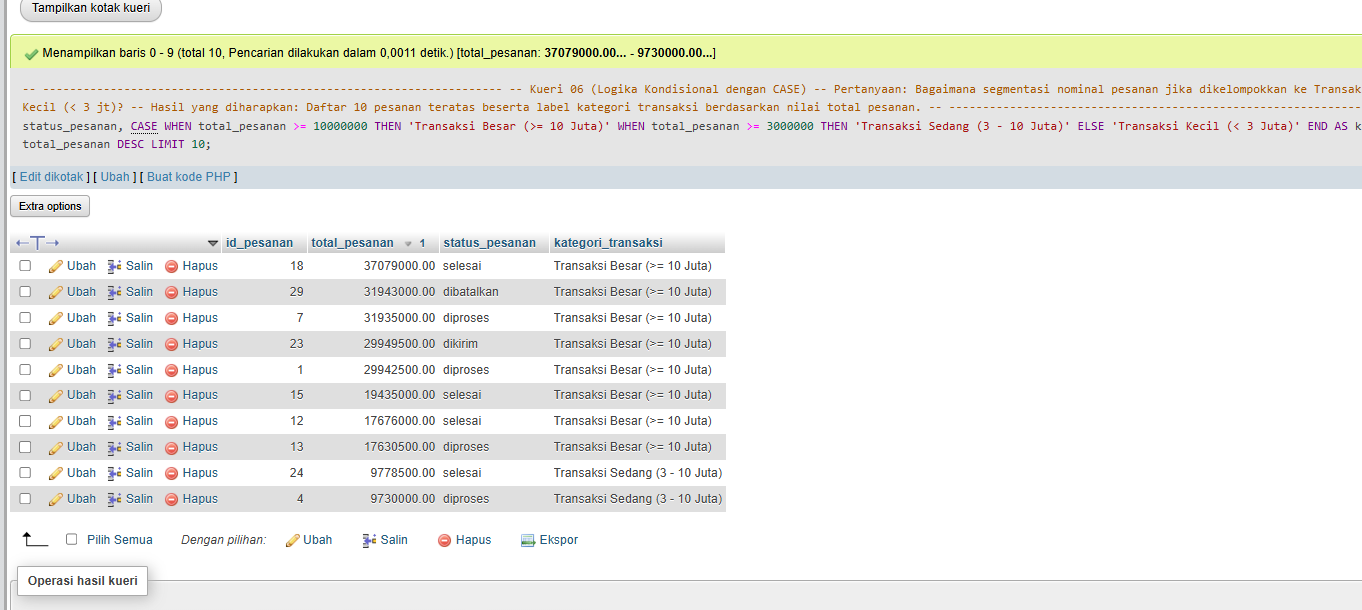 Tampilkan kotak kueri
Menampilkan baris 0 - 9 (total 10, Pencarian dilakukan dalam 0,0011 detik.) [total_pesanan: 37079000.00... - 9730000.00...]
-- -------------------------------------------------------------------- -- Kueri 06 (Logika Kondisional dengan CASE) -- Pertanyaan: Bagaimana segmentasi nominal pesanan jika dikelompokkan ke Transak
Kecil (< 3 jt)? -- Hasil yang diharapkan: Daftar 10 pesanan teratas beserta label kategori transaksi berdasarkan nilai total pesanan. -- ----------------------------------------------------------
status_pesanan, CASE WHEN total_pesanan >= 10000000 THEN 'Transaksi Besar (>= 10 Juta)' WHEN total_pesanan >= 3000000 THEN 'Transaksi Sedang (3 - 10 Juta)' ELSE 'Transaksi Kecil (< 3 Juta)' END AS k
total_pesanan DESC LIMIT 10;
[ Edit dikotak ] [ Ubah ] [ Buat kode PHP ]
Extra options
←T→ id_pesanan total_pesanan 1 status_pesanan kategori_transaksi
Ubah Salin Hapus 18 37079000.00 selesai Transaksi Besar (>= 10 Juta)
Ubah Salin Hapus 29 31943000.00 dibatalkan Transaksi Besar (>= 10 Juta)
Ubah Salin Hapus 7 31935000.00 diproses Transaksi Besar (>= 10 Juta)
Ubah Salin Hapus 23 29949500.00 dikirim Transaksi Besar (>= 10 Juta)
Ubah Salin Hapus 1 29942500.00 diproses Transaksi Besar (>= 10 Juta)
Ubah Salin Hapus 15 19435000.00 selesai Transaksi Besar (>= 10 Juta)
Ubah Salin Hapus 12 17676000.00 selesai Transaksi Besar (>= 10 Juta)
Ubah Salin Hapus 13 17630500.00 diproses Transaksi Besar (>= 10 Juta)
Ubah Salin Hapus 24 9778500.00 selesai Transaksi Sedang (3 - 10 Juta)
Ubah Salin Hapus 4 9730000.00 diproses Transaksi Sedang (3 - 10 Juta)
Pilih Semua Dengan pilihan: Ubah Salin Hapus Ekspor
Operasi hasil kueri